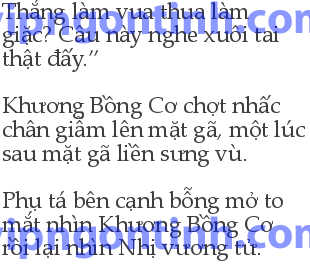 Thắng làm vua thua làm
giặc? Câu này nghe xuôi tai
thật đấy.”
Khương Bồng Cơ chợt nhấc
chân giẫm lên mặt gã, một lúc
sau mặt gã liền sưng vù.
Phụ tá bên cạnh bỗng mở to
mắt nhìn Khương Bồng Cơ
rồi lại nhìn Nhị vương tử.